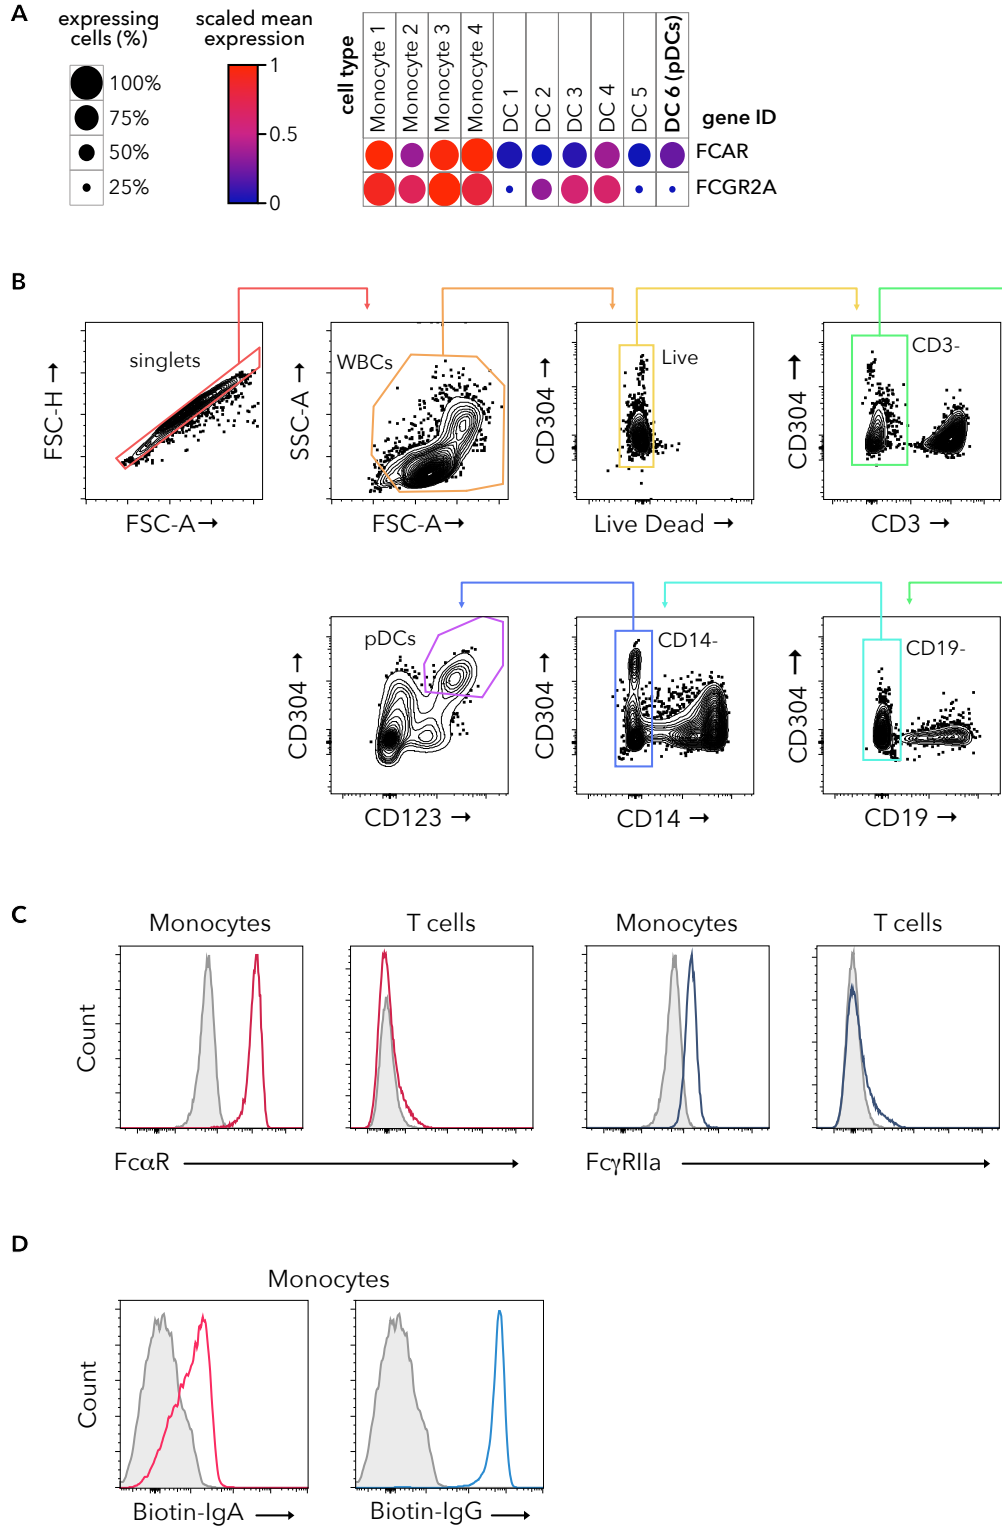 A
expressing
cells (%)
100%
75%
50%
25%
scaled mean
expression
1
0.5
0
cell type
Monocyte 1
Monocyte 2
Monocyte 3
Monocyte 4
DC 1
DC 2
DC 3
DC 4
DC 5
DC 6 (pDCs)
gene ID
FCAR
FCGR2A
B
singlets
FSC-H →
FSC-A→
WBCs
SSC-A →
FSC-A→
Live
CD304 →
Live Dead →
CD3-
CD304 →
CD3 →
pDCs
CD304 →
CD123 →
CD14-
CD304 →
CD14 →
CD19-
CD304 →
CD19 →
C
Monocytes
T cells
Monocytes
T cells
Count
FcαR
FcγRIIa
D
Monocytes
Count
Biotin-IgA
Biotin-IgG